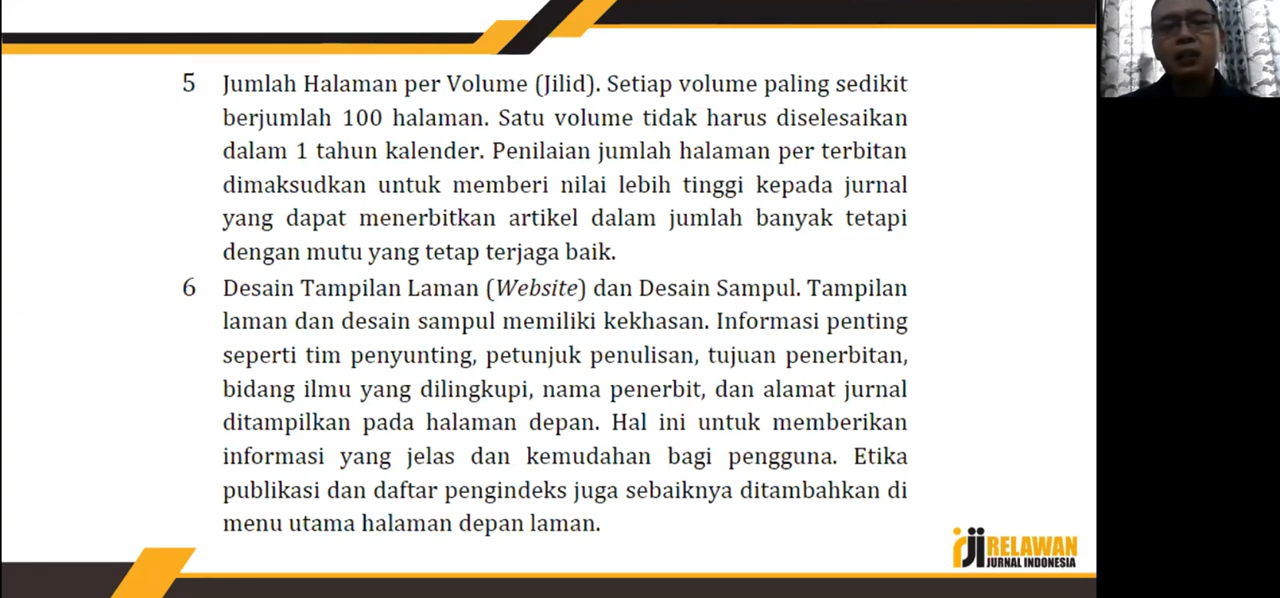 5 Jumlah Halaman per Volume (Jilid). Setiap volume paling sedikit
berjumlah 100 halaman. Satu volume tidak harus diselesaikan
dalam 1 tahun kalender. Penilaian jumlah halaman per terbitan
dimaksudkan untuk memberi nilai lebih tinggi kepada jurnal
yang dapat menerbitkan artikel dalam jumlah banyak tetapi
dengan mutu yang tetap terjaga baik.
6 Desain Tampilan Laman (Website) dan Desain Sampul. Tampilan
laman dan desain sampul memiliki kekhasan. Informasi penting
seperti tim penyunting, petunjuk penulisan, tujuan penerbitan,
bidang ilmu yang dilingkupi, nama penerbit, dan alamat jurnal
ditampilkan pada halaman depan. Hal ini untuk memberikan
informasi yang jelas dan kemudahan bagi pengguna. Etika
publikasi dan daftar pengindeks juga sebaiknya ditambahkan di
menu utama halaman depan laman.
rji RELAWAN
JURNAL INDONESIA